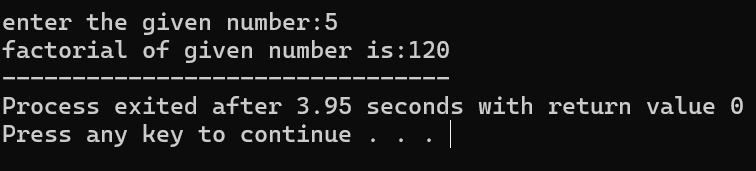 enter the given number:5
factorial of given number is:120
--------------------------------
Process exited after 3.95 seconds with return value 0
Press any key to continue . . .